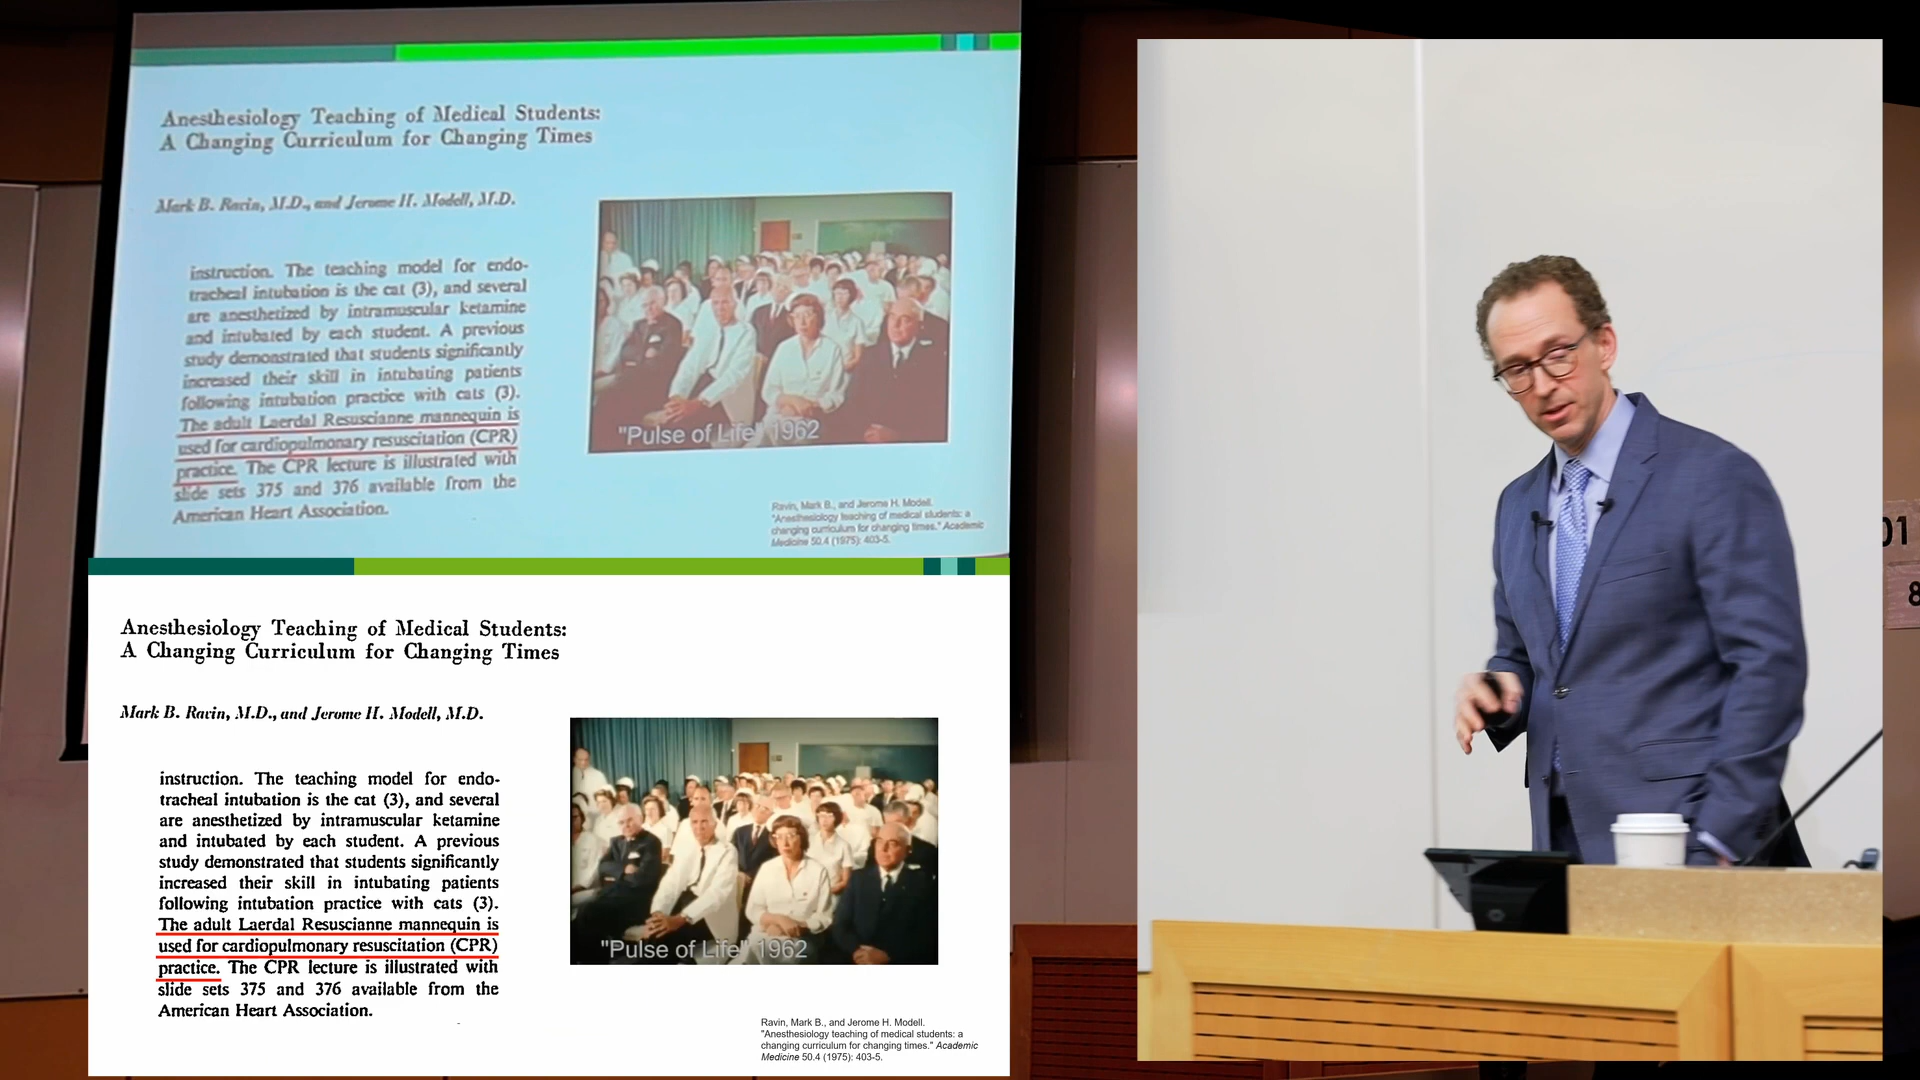 Anesthesiology Teaching of Medical Students:
A Changing Curriculum for Changing Times
Mark B. Ravin, M.D., and Jerome H. Modell, M.D.
instruction. The teaching model for endo-
tracheal intubation is the cat (3), and several
are anesthetized by intramuscular ketamine
and intubated by each student. A previous
study demonstrated that students significantly
increased their skill in intubating patients
following intubation practice with cats (3).
The adult Laerdal Resuscianne mannequin is
used for cardiopulmonary resuscitation (CPR)
practice. The CPR lecture is illustrated with
slide sets 375 and 376 available from the
American Heart Association.
"Pulse of Life" 1962
Ravin, Mark B., and Jerome H. Modell.
"Anesthesiology teaching of medical students: a
changing curriculum for changing times." Academic
Medicine 50.4 (1975): 403-5.
Anesthesiology Teaching of Medical Students:
A Changing Curriculum for Changing Times
Mark B. Ravin, M.D., and Jerome H. Modell, M.D.
instruction. The teaching model for endo-
tracheal intubation is the cat (3), and several
are anesthetized by intramuscular ketamine
and intubated by each student. A previous
study demonstrated that students significantly
increased their skill in intubating patients
following intubation practice with cats (3).
The adult Laerdal Resuscianne mannequin is
used for cardiopulmonary resuscitation (CPR)
practice. The CPR lecture is illustrated with
slide sets 375 and 376 available from the
American Heart Association.
"Pulse of Life" 1962
Ravin, Mark B., and Jerome H. Modell.
"Anesthesiology teaching of medical students: a
changing curriculum for changing times." Academic
Medicine 50.4 (1975): 403-5.
01
8